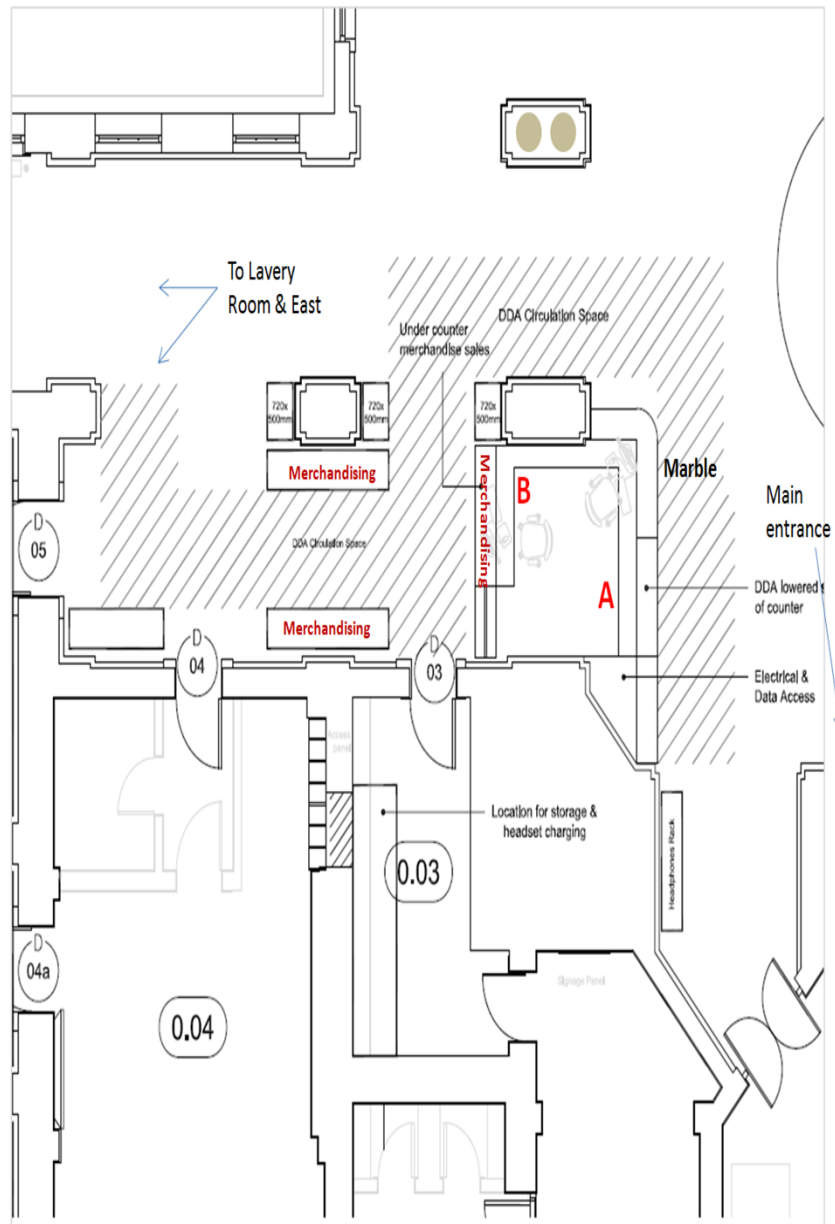 To Lavery
Room & East
Under counter
merchandise sales
DDA Circulation Space
720x
500mm
720x
500mm
720x
500mm
Merchandising
Merchandising
B
Marble
Main
entrance
D
05
DDA Circulation Space
A
DDA lowered s
of counter
Merchandising
D
04
D
03
Electrical &
Data Access
Access
panel
Location for storage &
headset charging
0.03
Headphones Rack
D
04a
Signage Panel
0.04